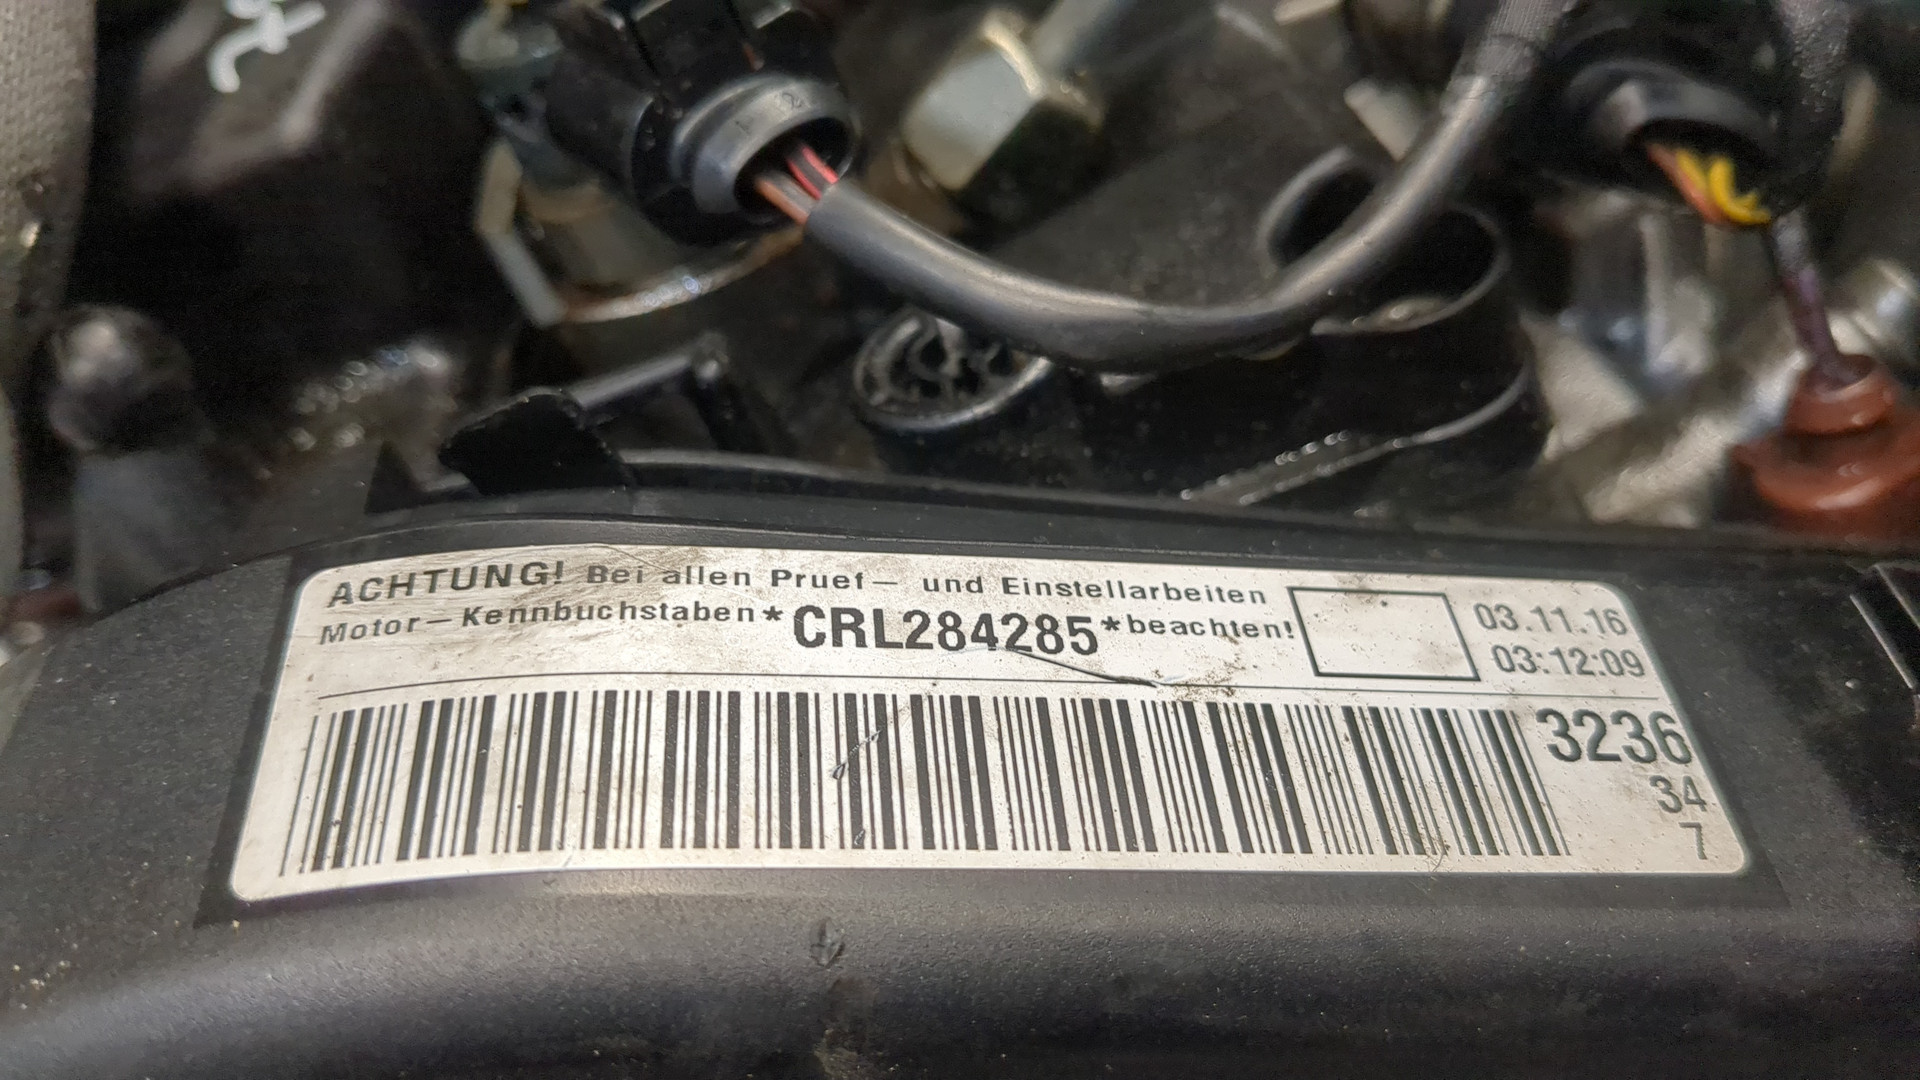 ACHTUNG! Bei allen Pruef— und Einstellarbeiten
Motor—Kennbuchstaben*CRL284285*beachten!
03.11.16
03:12:09
3236
34
7